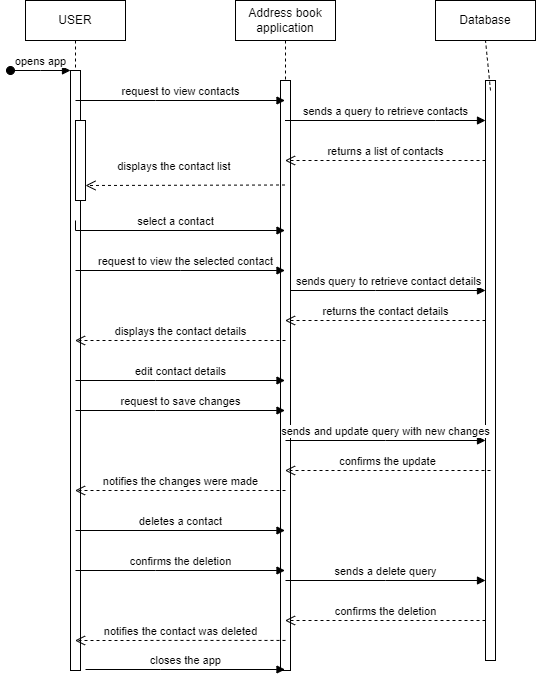 USER
Address book
application
Database
opens app
request to view contacts
sends a query to retrieve contacts
returns a list of contacts
displays the contact list
select a contact
request to view the selected contact
sends query to retrieve contact details
returns the contact details
displays the contact details
edit contact details
request to save changes
sends and update query with new changes
confirms the update
notifies the changes were made
deletes a contact
confirms the deletion
sends a delete query
confirms the deletion
notifies the contact was deleted
closes the app